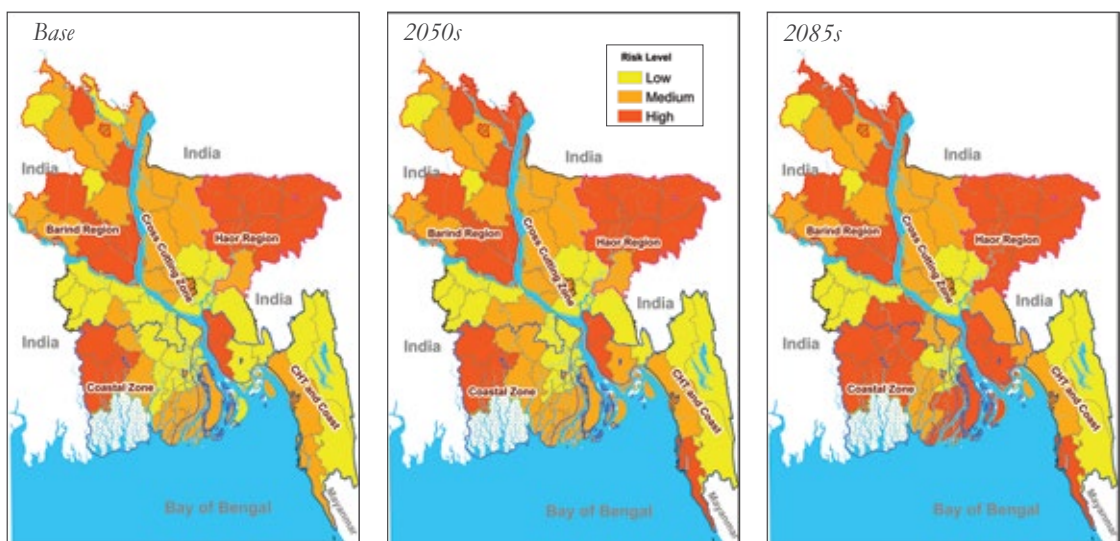 Base
India
India
Barind Region
Cross Cutting Zone
Haor Region
India
India
Coastal Zone
CHT and Coast
Bay of Bengal
Mayanmar
2050s
Risk Level
Low
Medium
High
India
India
Barind Region
Cross Cutting Zone
Haor Region
India
India
Coastal Zone
CHT and Coast
Bay of Bengal
Mayanmar
2085s
India
India
Barind Region
Cross Cutting Zone
Haor Region
India
India
Coastal Zone
CHT and Coast
Bay of Bengal
Mayanmar